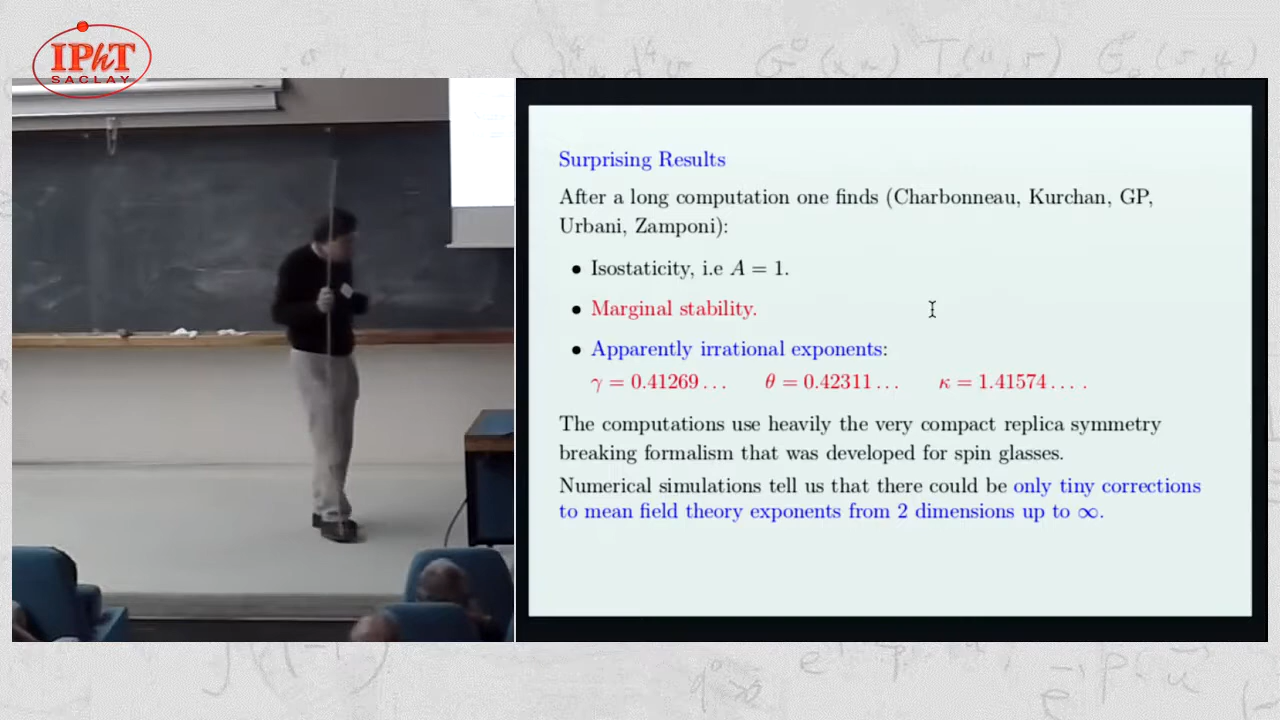 IPhT
SACLAY
Surprising Results
After a long computation one finds (Charbonneau, Kurchan, GP,
Urbani, Zamponi):
• Isostaticity, i.e A = 1.
• Marginal stability.
• Apparently irrational exponents:
γ = 0.41269... θ = 0.42311... κ = 1.41574....
The computations use heavily the very compact replica symmetry
breaking formalism that was developed for spin glasses.
Numerical simulations tell us that there could be only tiny corrections
to mean field theory exponents from 2 dimensions up to ∞.